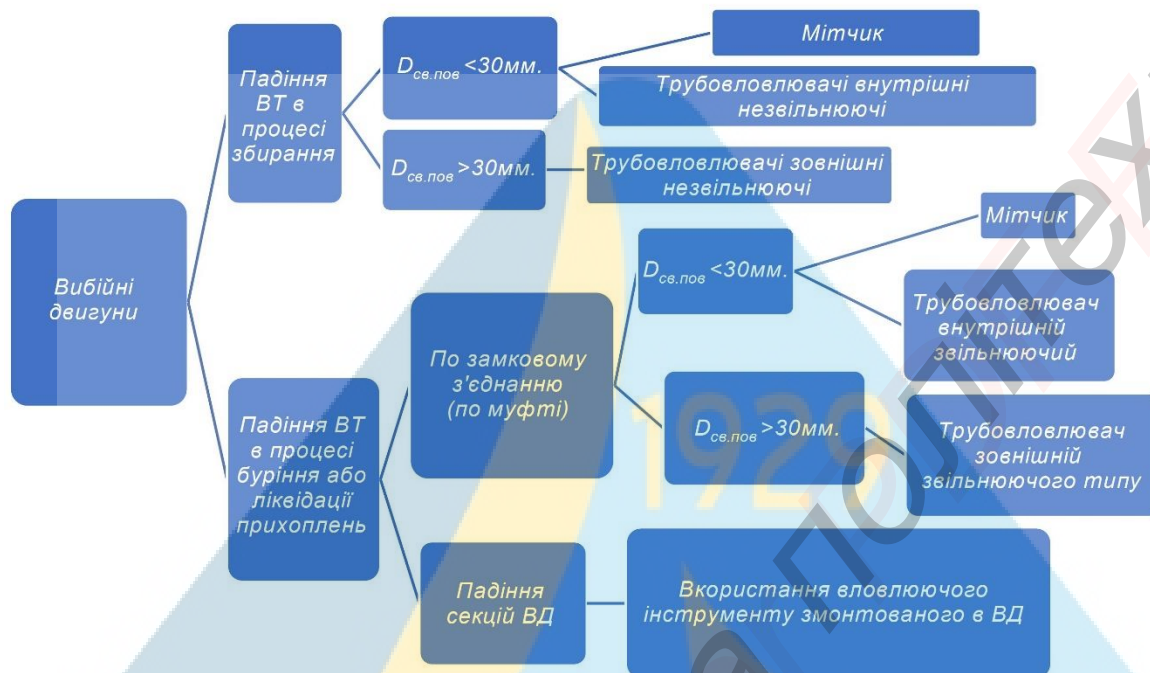 Вибійні
двигуни
Падіння
ВТ в
процесі
збирання
Dсв.пов <30мм.
Мітчик
Трубовловлювачі внутрішні
незвільнюючі
Dсв.пов >30мм.
Трубовловлювачі зовнішні
незвільнюючі
Падіння ВТ
в процесі
буріння або
ліквідації
прихоплень
По замковому
з'єднанню
(по муфті)
Dсв.пов <30мм.
Мітчик
Трубовловлювач
внутрішній
звільнюючий
Dсв.пов >30мм.
Трубовловлювач
зовнішній
звільнюючого типу
Падіння
секцій ВД
Вкористання вловлюючого
інструменту змонтованого в ВД
1929